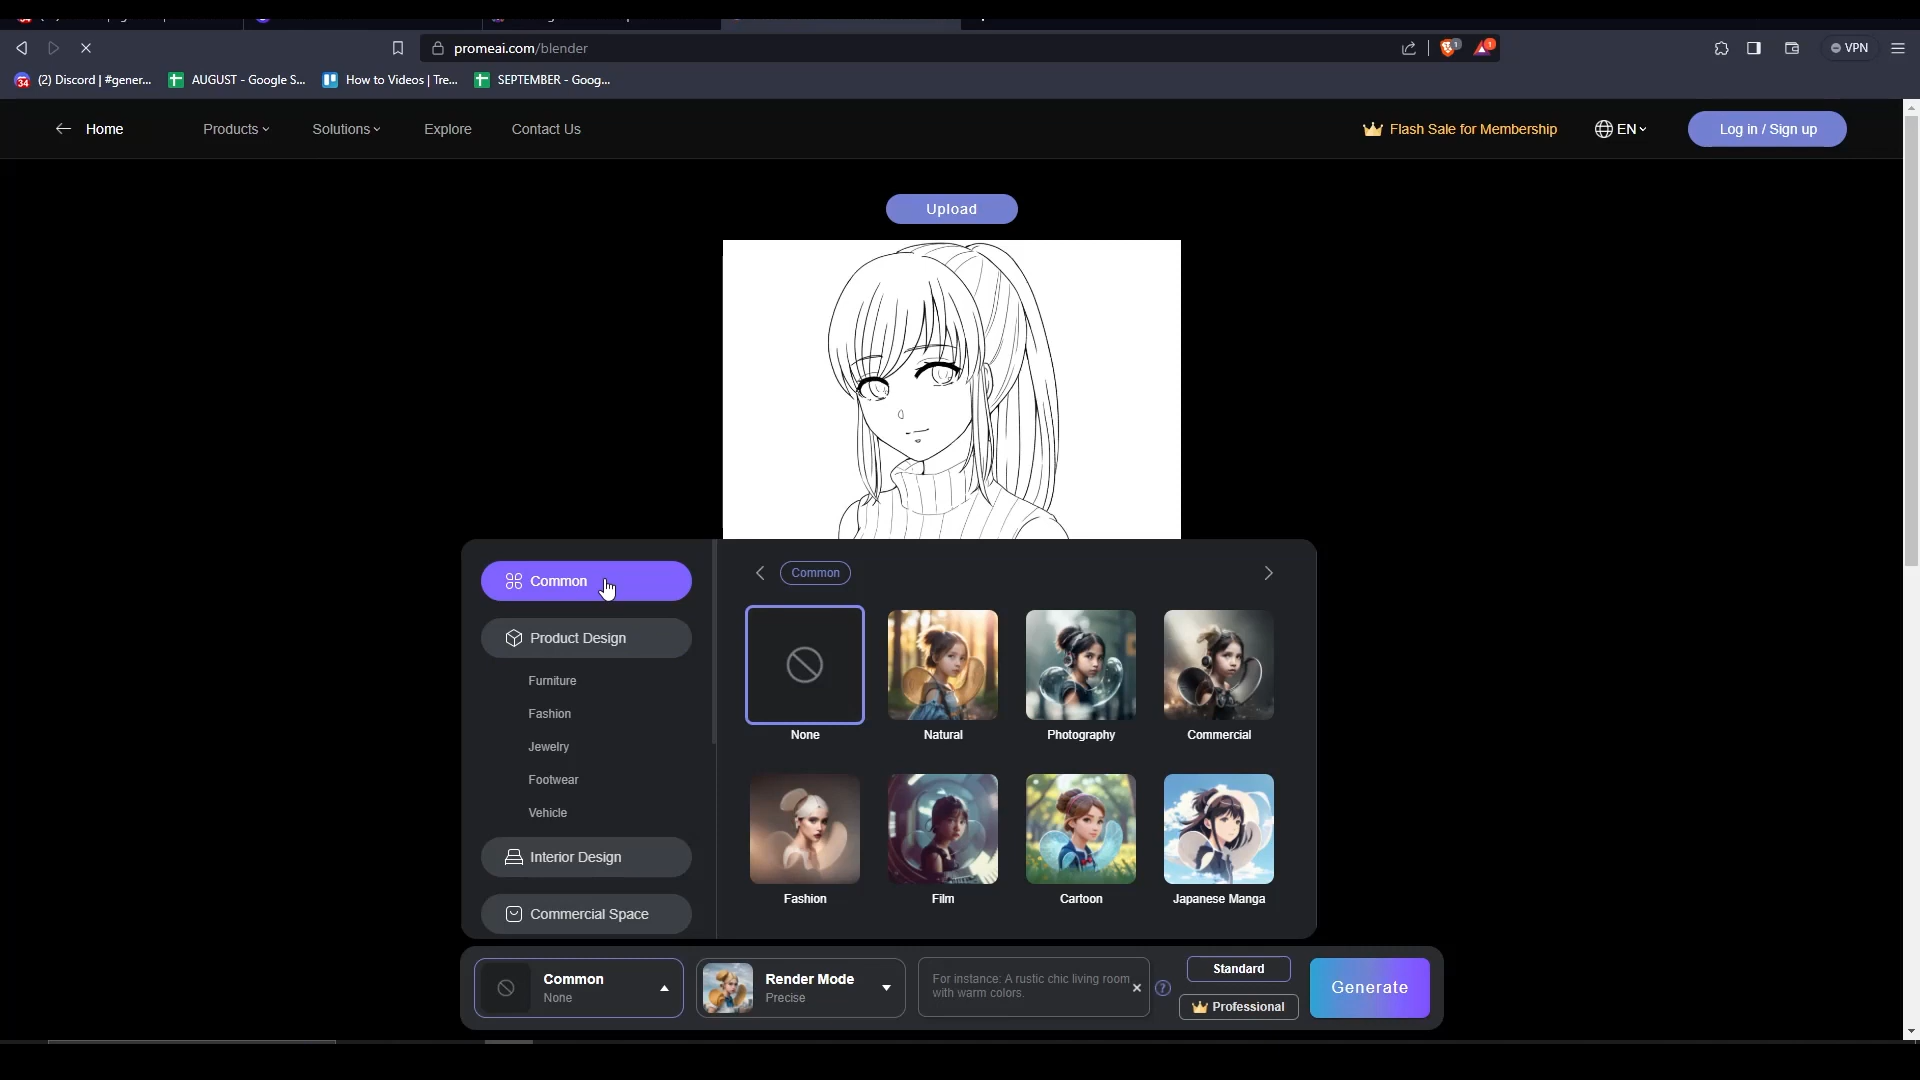 promeai.com/blender
VPN
34 (2) Discord | #gener...
AUGUST - Google S...
How to Videos | Tre...
SEPTEMBER - Goog...
Home
Products
Solutions
Explore
Contact Us
Flash Sale for Membership
EN
Log in / Sign up
Upload
Common
Product Design
Furniture
Fashion
Jewelry
Footwear
Vehicle
Interior Design
Commercial Space
Common
None
Natural
Photography
Commercial
Fashion
Film
Cartoon
Japanese Manga
Common
None
Render Mode
Precise
For instance: A rustic chic living room
with warm colors.
Standard
Professional
Generate